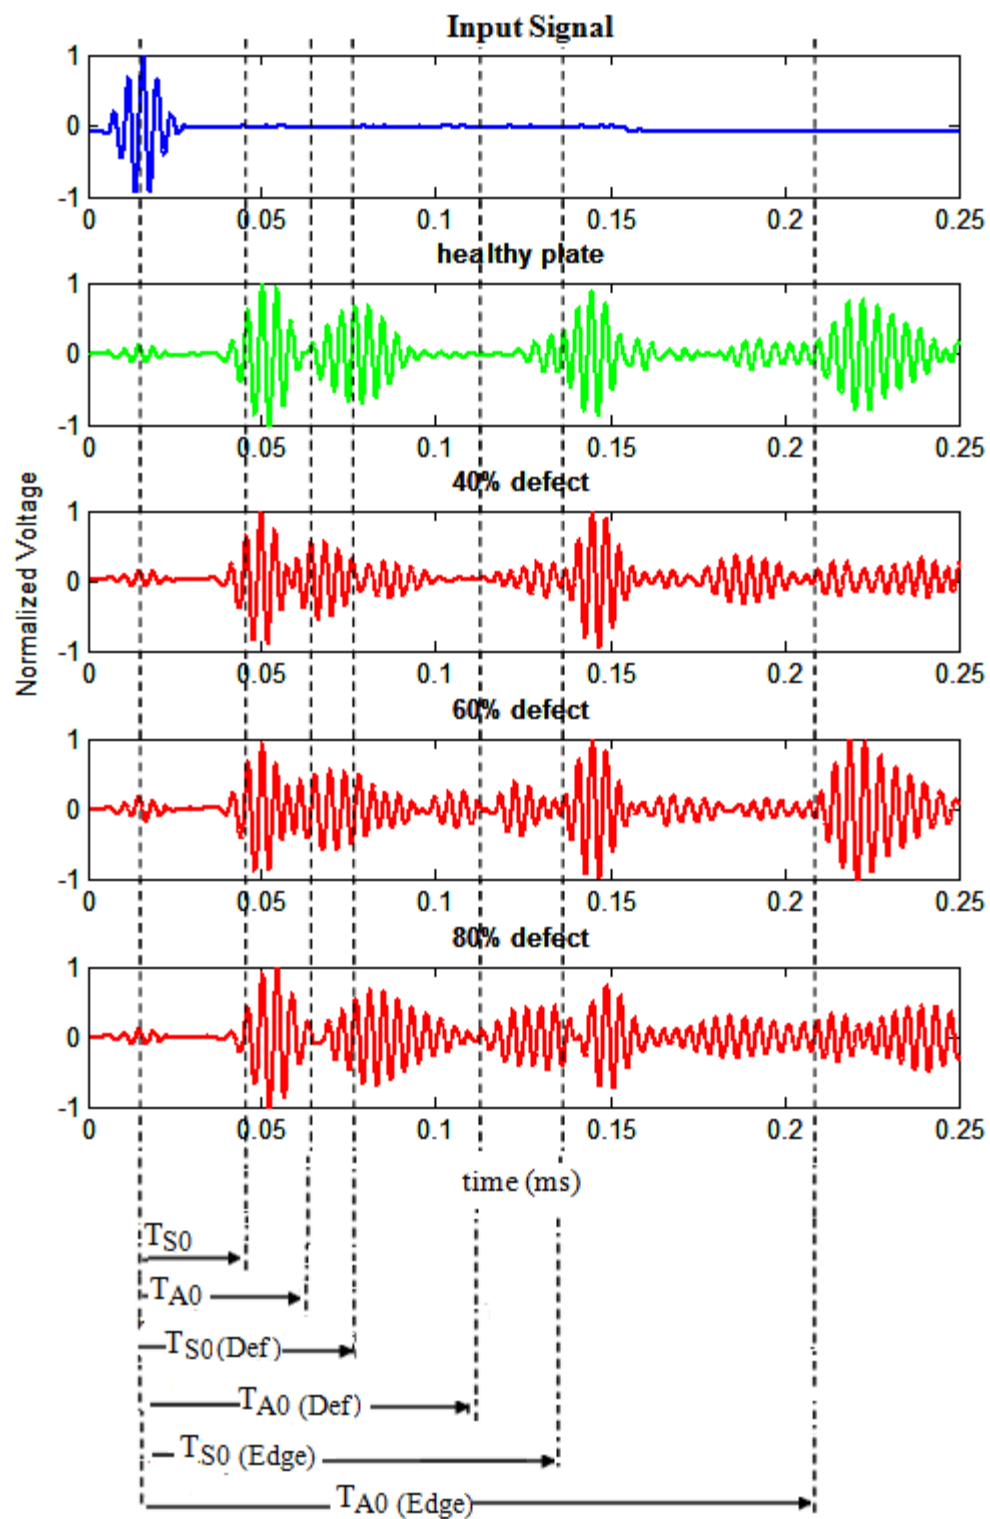 Input Signal
1
0
-1
0 0.05 0.1 0.15 0.2 0.25
healthy plate
1
0
-1
0 0.05 0.1 0.15 0.2 0.25
40% defect
1
0
-1
0 0.05 0.1 0.15 0.2 0.25
Normalized Voltage
60% defect
1
0
-1
0 0.05 0.1 0.15 0.2 0.25
80% defect
1
0
-1
0 0.05 0.1 0.15 0.2 0.25
time (ms)
TS0
TA0
TS0 (Def)
TA0 (Def)
TS0 (Edge)
TA0 (Edge)